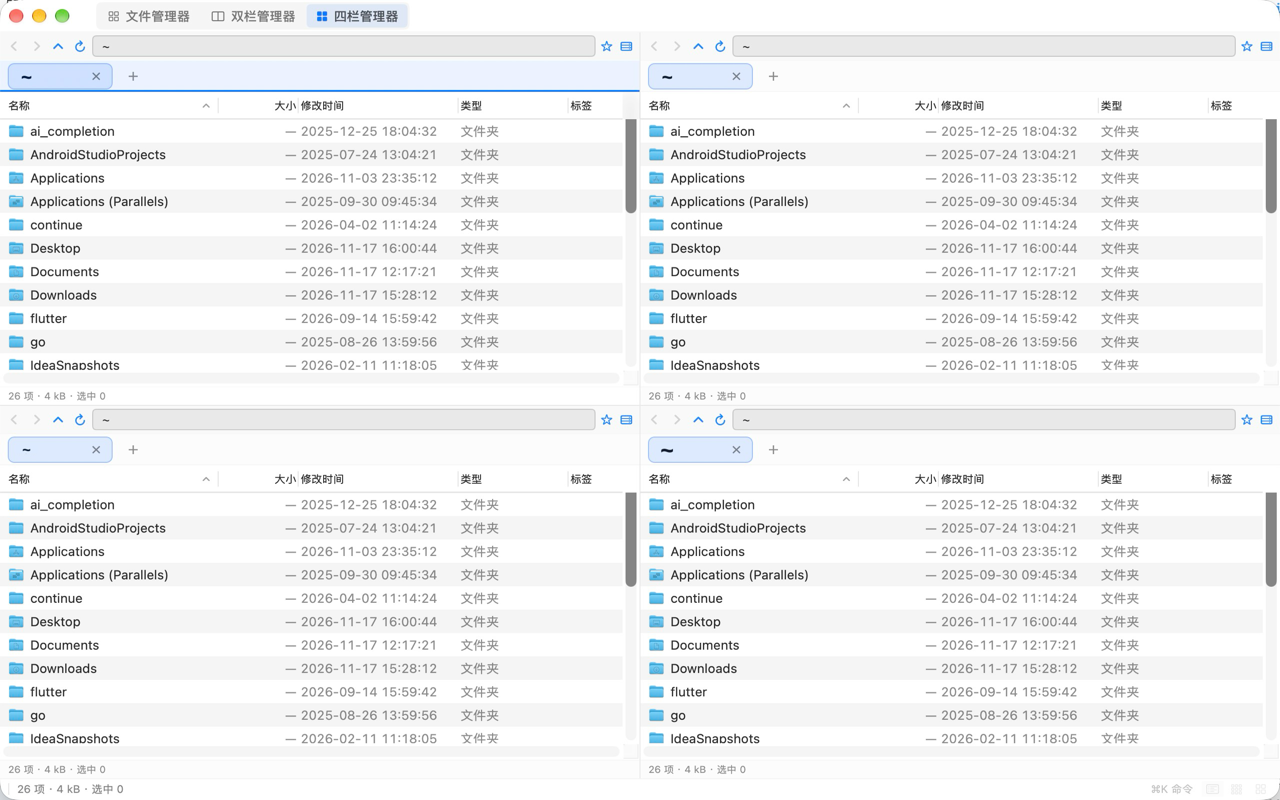 文件管理器 双栏管理器 四栏管理器
~
~
~ × +
~ × +
名称 大小 修改时间 类型 标签
名称 大小 修改时间 类型 标签
ai_completion — 2025-12-25 18:04:32 文件夹
ai_completion — 2025-12-25 18:04:32 文件夹
AndroidStudioProjects — 2025-07-24 13:04:21 文件夹
AndroidStudioProjects — 2025-07-24 13:04:21 文件夹
Applications — 2026-11-03 23:35:12 文件夹
Applications — 2026-11-03 23:35:12 文件夹
Applications (Parallels) — 2025-09-30 09:45:34 文件夹
Applications (Parallels) — 2025-09-30 09:45:34 文件夹
continue — 2026-04-02 11:14:24 文件夹
continue — 2026-04-02 11:14:24 文件夹
Desktop — 2026-11-17 16:00:44 文件夹
Desktop — 2026-11-17 16:00:44 文件夹
Documents — 2026-11-17 12:17:21 文件夹
Documents — 2026-11-17 12:17:21 文件夹
Downloads — 2026-11-17 15:28:12 文件夹
Downloads — 2026-11-17 15:28:12 文件夹
flutter — 2026-09-14 15:59:42 文件夹
flutter — 2026-09-14 15:59:42 文件夹
go — 2025-08-26 13:59:56 文件夹
go — 2025-08-26 13:59:56 文件夹
IdeaSnapshots — 2026-02-11 11:18:05 文件夹
IdeaSnapshots — 2026-02-11 11:18:05 文件夹
26 项 · 4 kB · 选中 0
26 项 · 4 kB · 选中 0
~
~
~ × +
~ × +
名称 大小 修改时间 类型 标签
名称 大小 修改时间 类型 标签
ai_completion — 2025-12-25 18:04:32 文件夹
ai_completion — 2025-12-25 18:04:32 文件夹
AndroidStudioProjects — 2025-07-24 13:04:21 文件夹
AndroidStudioProjects — 2025-07-24 13:04:21 文件夹
Applications — 2026-11-03 23:35:12 文件夹
Applications — 2026-11-03 23:35:12 文件夹
Applications (Parallels) — 2025-09-30 09:45:34 文件夹
Applications (Parallels) — 2025-09-30 09:45:34 文件夹
continue — 2026-04-02 11:14:24 文件夹
continue — 2026-04-02 11:14:24 文件夹
Desktop — 2026-11-17 16:00:44 文件夹
Desktop — 2026-11-17 16:00:44 文件夹
Documents — 2026-11-17 12:17:21 文件夹
Documents — 2026-11-17 12:17:21 文件夹
Downloads — 2026-11-17 15:28:12 文件夹
Downloads — 2026-11-17 15:28:12 文件夹
flutter — 2026-09-14 15:59:42 文件夹
flutter — 2026-09-14 15:59:42 文件夹
go — 2025-08-26 13:59:56 文件夹
go — 2025-08-26 13:59:56 文件夹
IdeaSnapshots — 2026-02-11 11:18:05 文件夹
IdeaSnapshots — 2026-02-11 11:18:05 文件夹
26 项 · 4 kB · 选中 0
26 项 · 4 kB · 选中 0
26 项 · 4 kB · 选中 0 ⌘K 命令